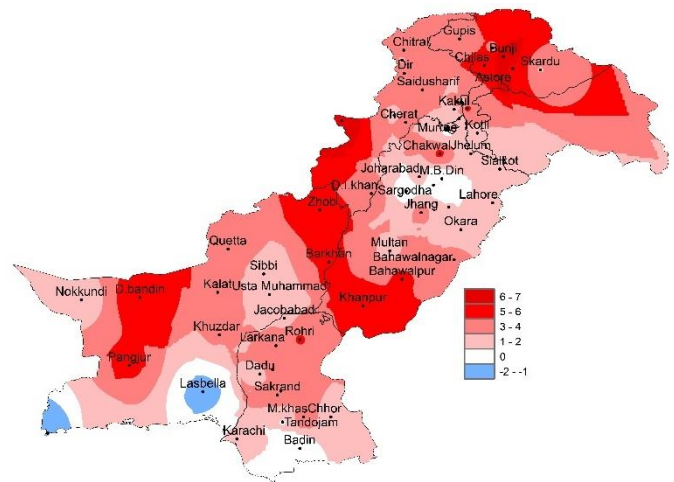 Gupis
Chitral
Bunji
Chilas
Skardu
Dir
Astore
Saidusharif
Kakul
Cherat
Murree
Kotli
Chakwal
Jhelum
Sialkot
Joharabad
M.B.Din
D.I.khan
Sargodha
Lahore
Zhob
Jhang
Okara
Quetta
Multan
Barkhan
Bahawalnagar
Sibbi
Bahawalpur
Nokkundi
D.bandin
Kalat
Usta Muhammad
Khanpur
6 - 7
5 - 6
Jacobabad
3 - 4
Khuzdar
Rohri
1 - 2
Larkana
0
Pangjur
Dadu
-2 - -1
Lasbella
Sakrand
M.khas
Chhor
Tandojam
Karachi
Badin